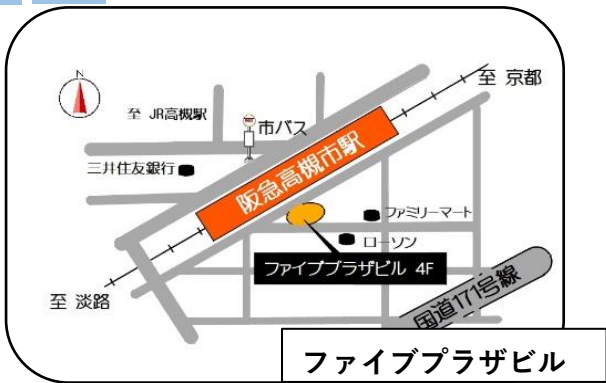 N
至 京都
至 JR高槻駅
市バス
三井住友銀行
阪急高槻市駅
ファミリーマート
ローソン
ファイブプラザビル 4F
至 淡路
国道171号線
ファイブプラザビル